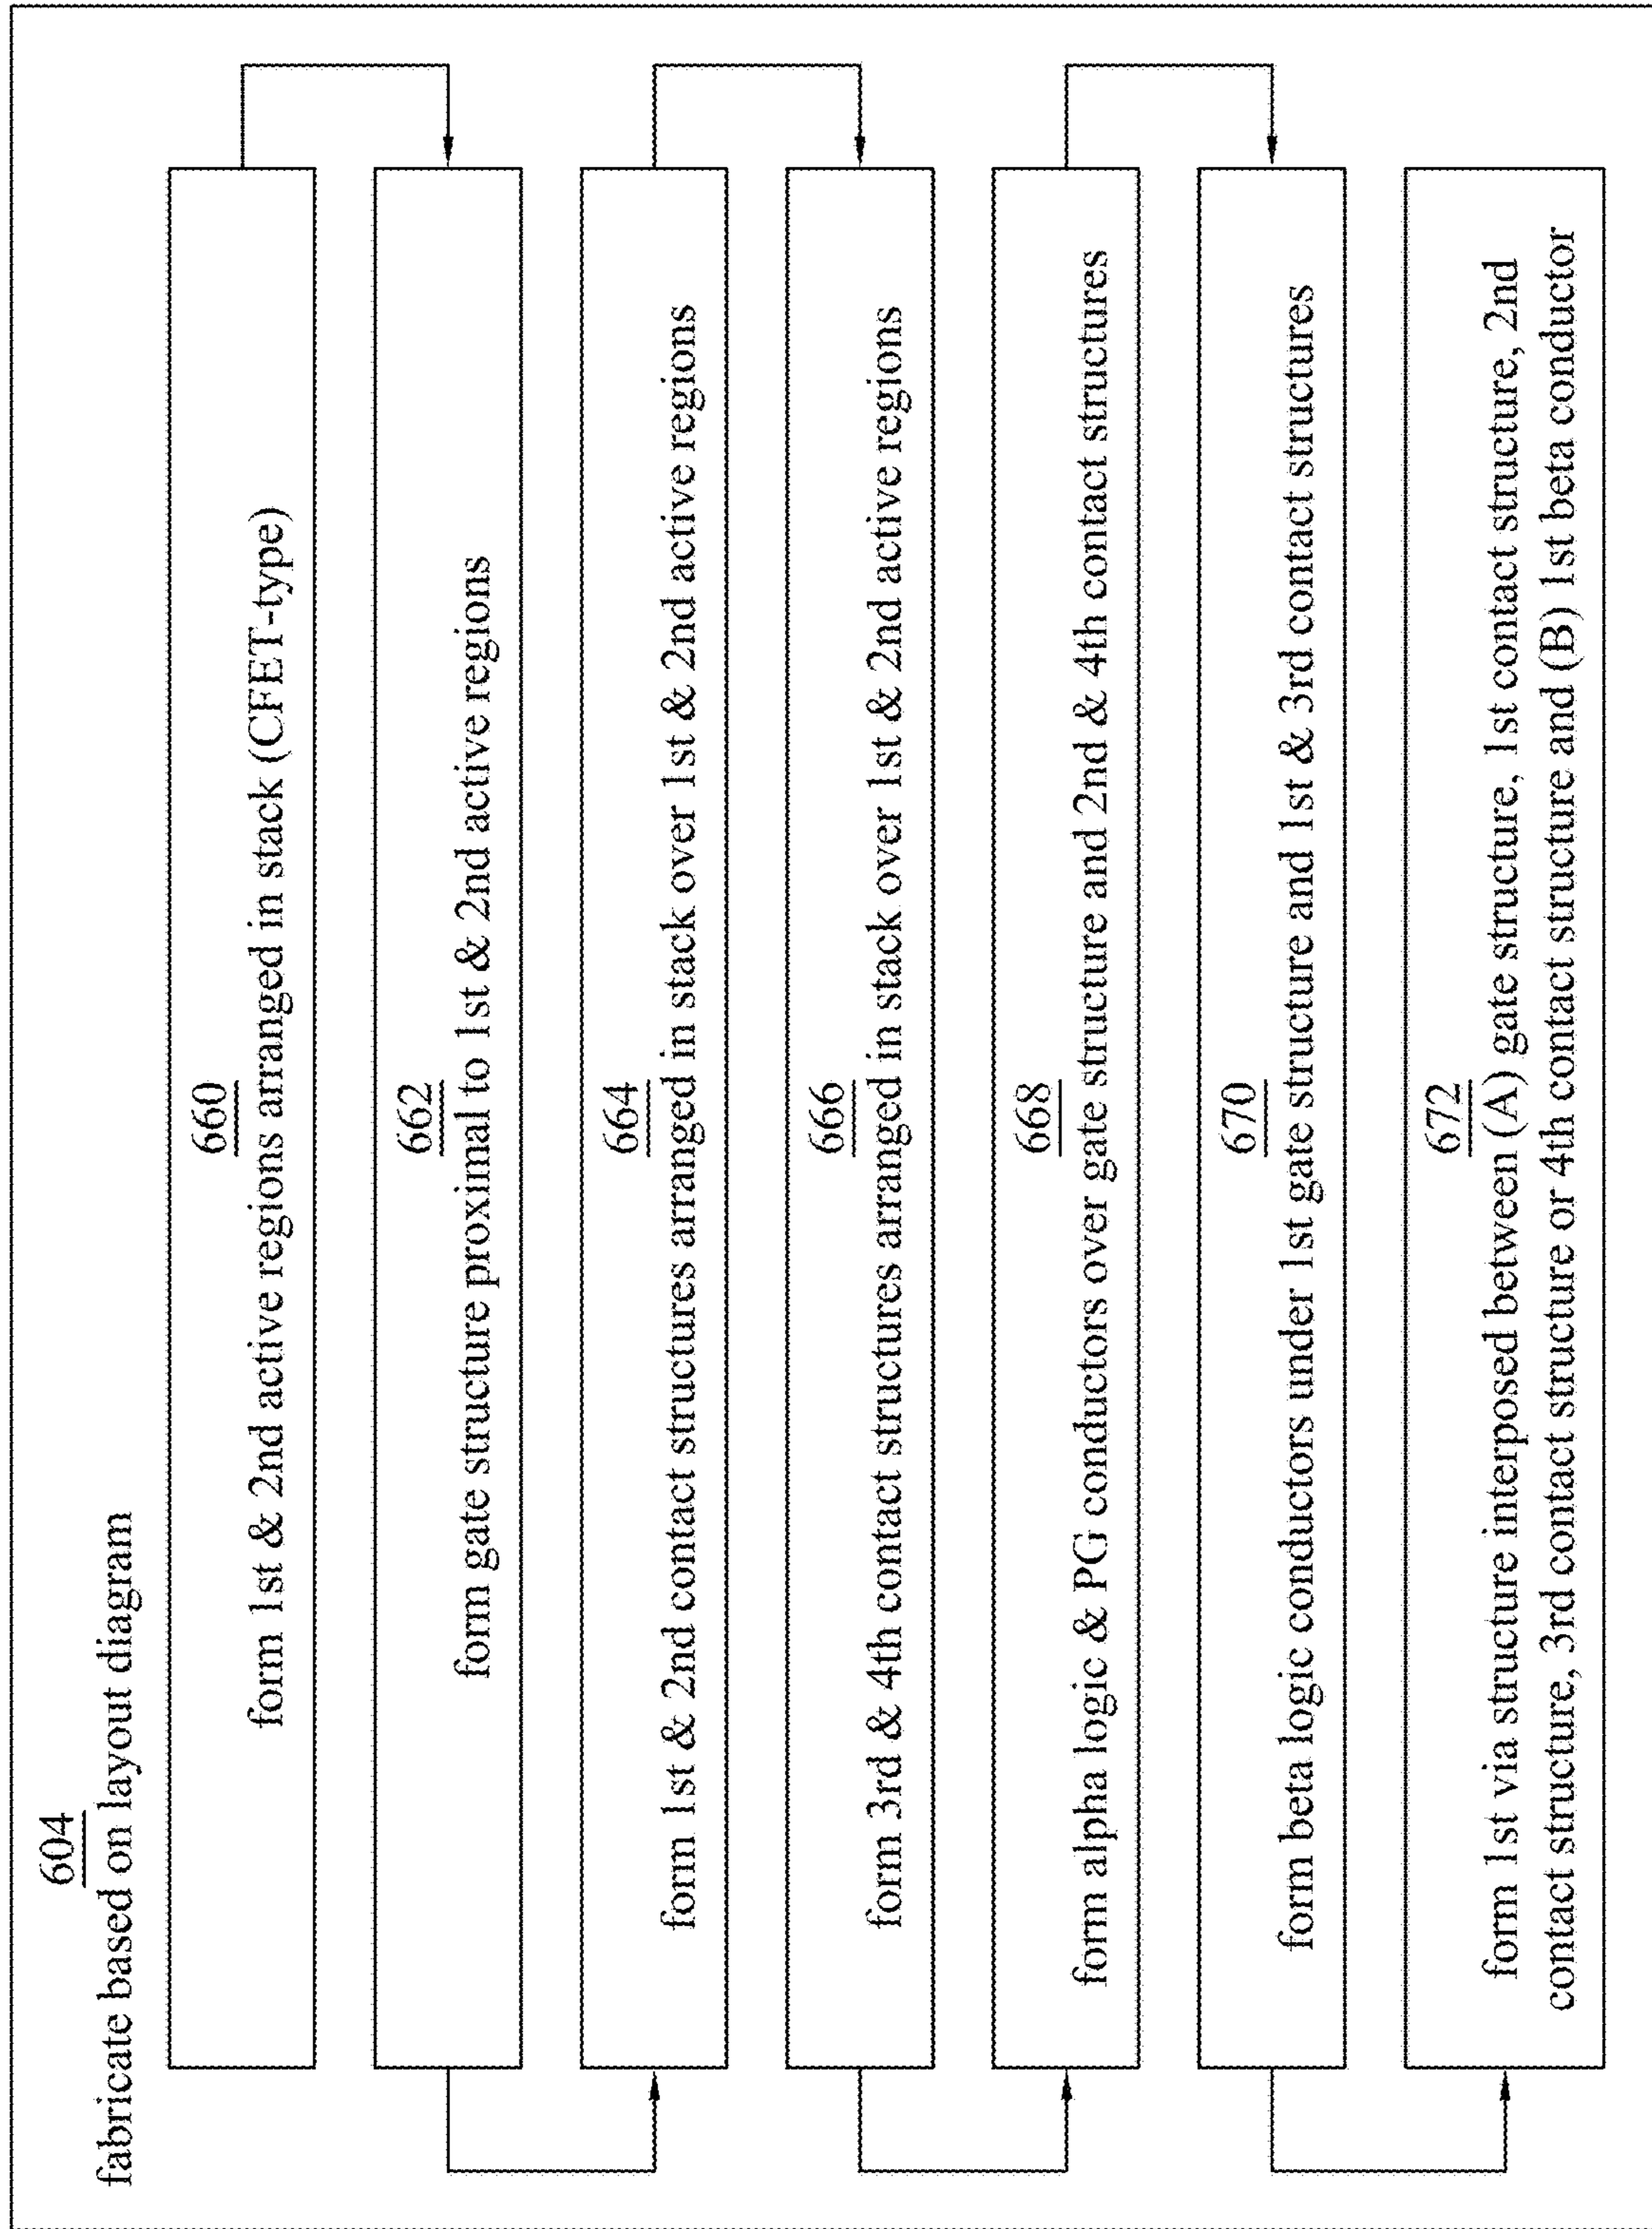 604
fabricate based on layout diagram
660
form 1st & 2nd active regions arranged in stack (CFET-type)
662
form gate structure proximal to 1st & 2nd active regions
664
form 1st & 2nd contact structures arranged in stack over 1st & 2nd active regions
666
form 3rd & 4th contact structures arranged in stack over 1st & 2nd active regions
668
form alpha logic & PG conductors over gate structure and 2nd & 4th contact structures
670
form beta logic conductors under 1st gate structure and 1st & 3rd contact structures
672
form 1st via structure interposed between (A) gate structure, 1st contact structure, 2nd
contact structure, 3rd contact structure or 4th contact structure and (B) 1st beta conductor